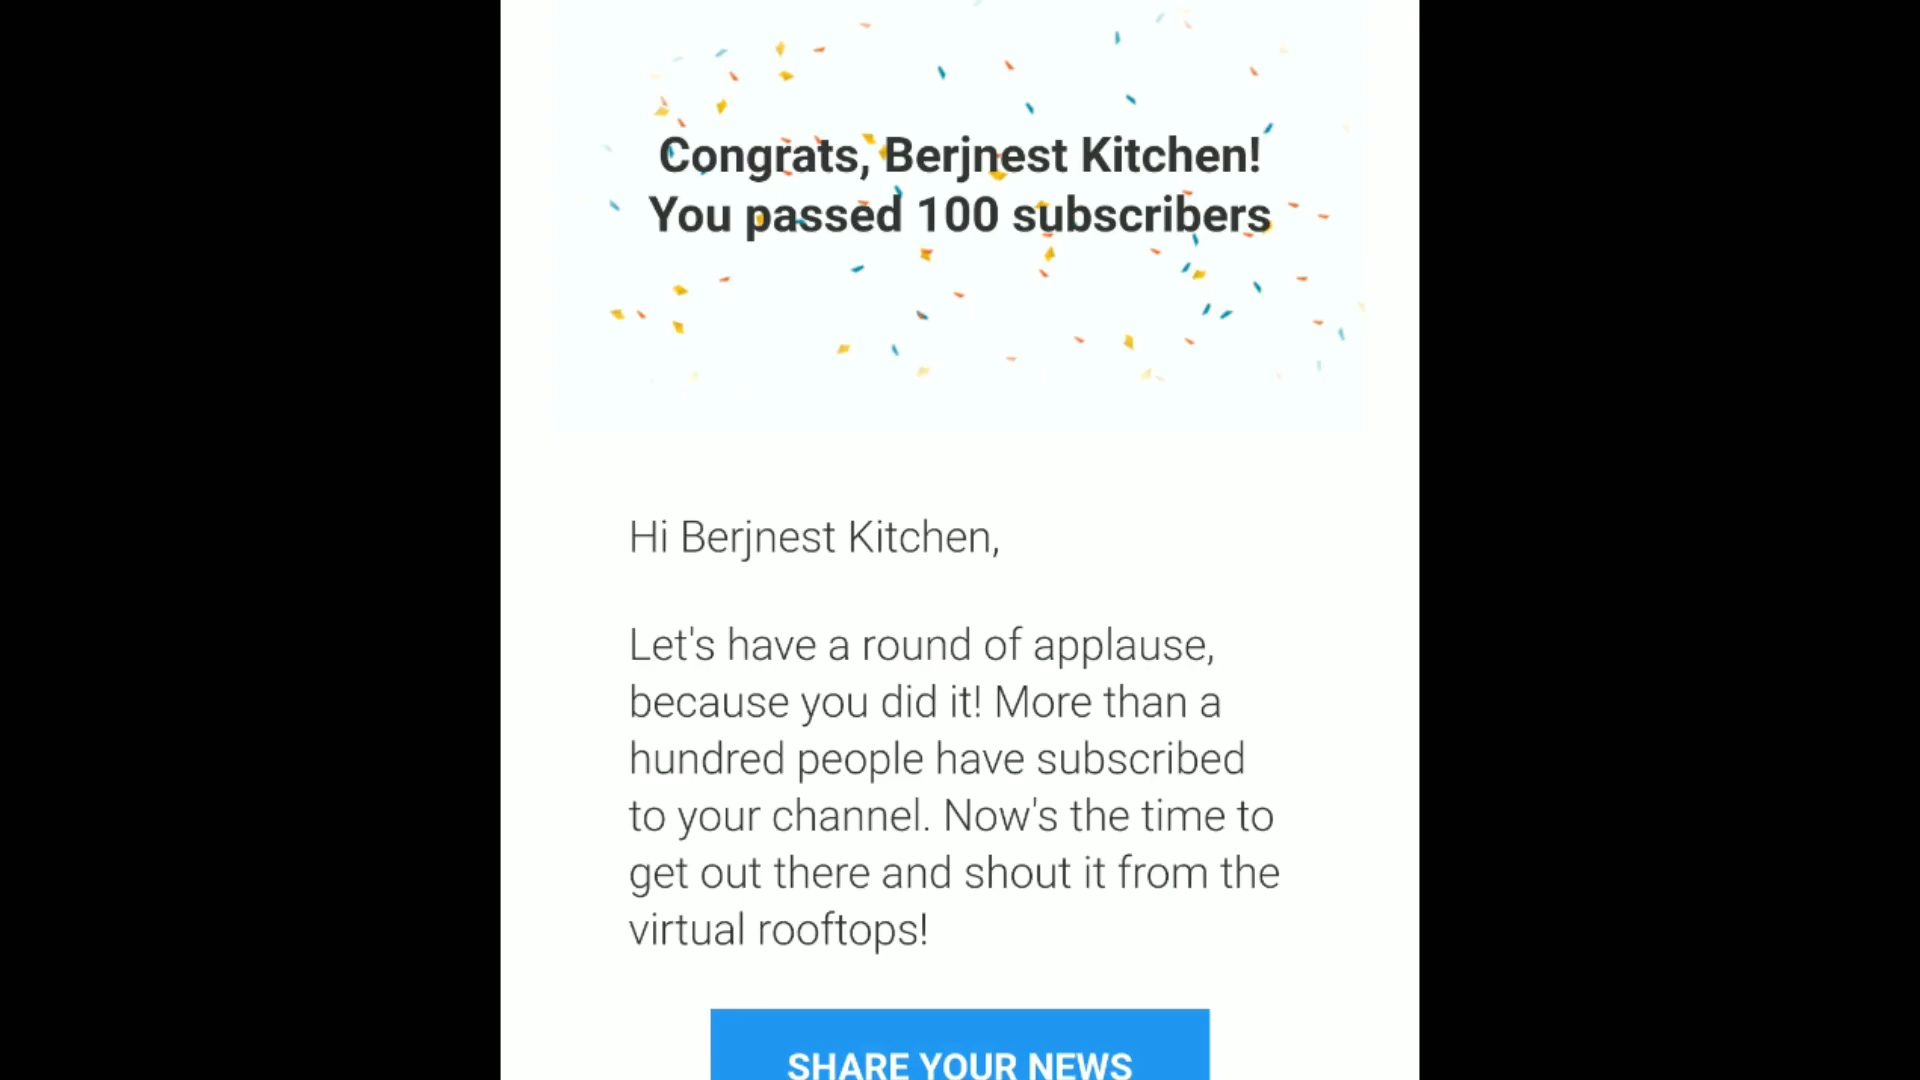 Congrats, Berjnest Kitchen!
You passed 100 subscribers
Hi Berjnest Kitchen,
Let's have a round of applause,
because you did it! More than a
hundred people have subscribed
to your channel. Now's the time to
get out there and shout it from the
virtual rooftops!
SHARE YOUR NEWS